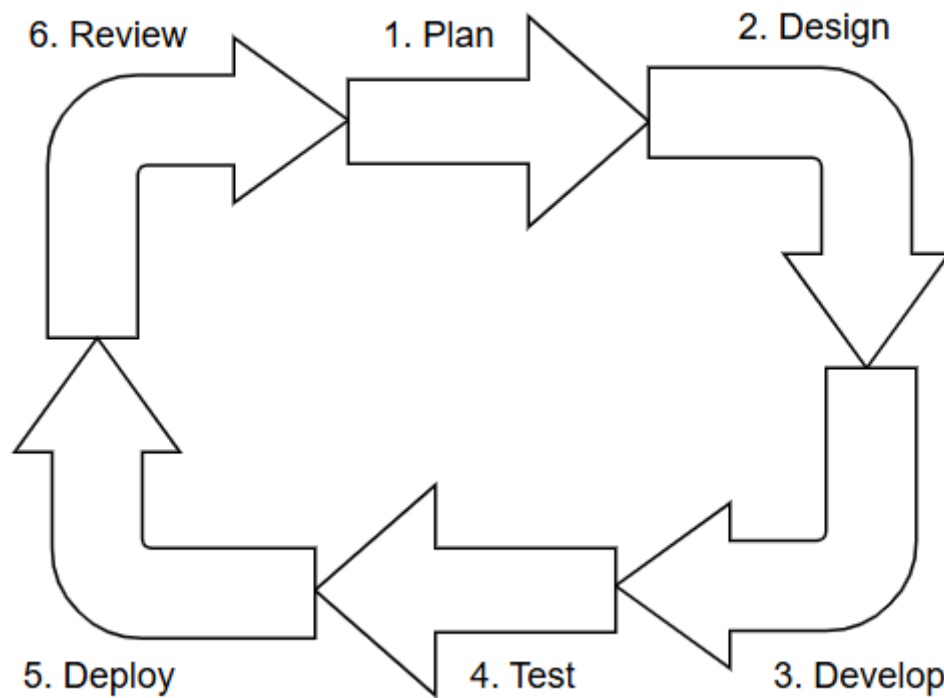 6. Review
1. Plan
2. Design
5. Deploy
4. Test
3. Develop